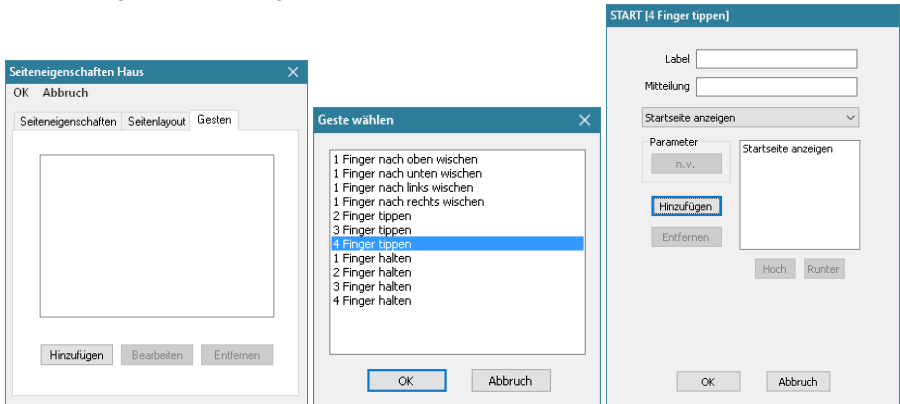 Seiteneigenschaften Haus
OK Abbruch
Seiteneigenschaften Seitenlayout Gesten
Hinzufügen Bearbeiten Entfernen
Geste wählen
1 Finger nach oben wischen
1 Finger nach unten wischen
1 Finger nach links wischen
1 Finger nach rechts wischen
2 Finger tippen
3 Finger tippen
4 Finger tippen
1 Finger halten
2 Finger halten
3 Finger halten
4 Finger halten
OK Abbruch
START [4 Finger tippen]
Label
Mitteilung
Startseite anzeigen
Parameter
n.v.
Startseite anzeigen
Hinzufügen
Entfernen
Hoch Runter
OK Abbruch